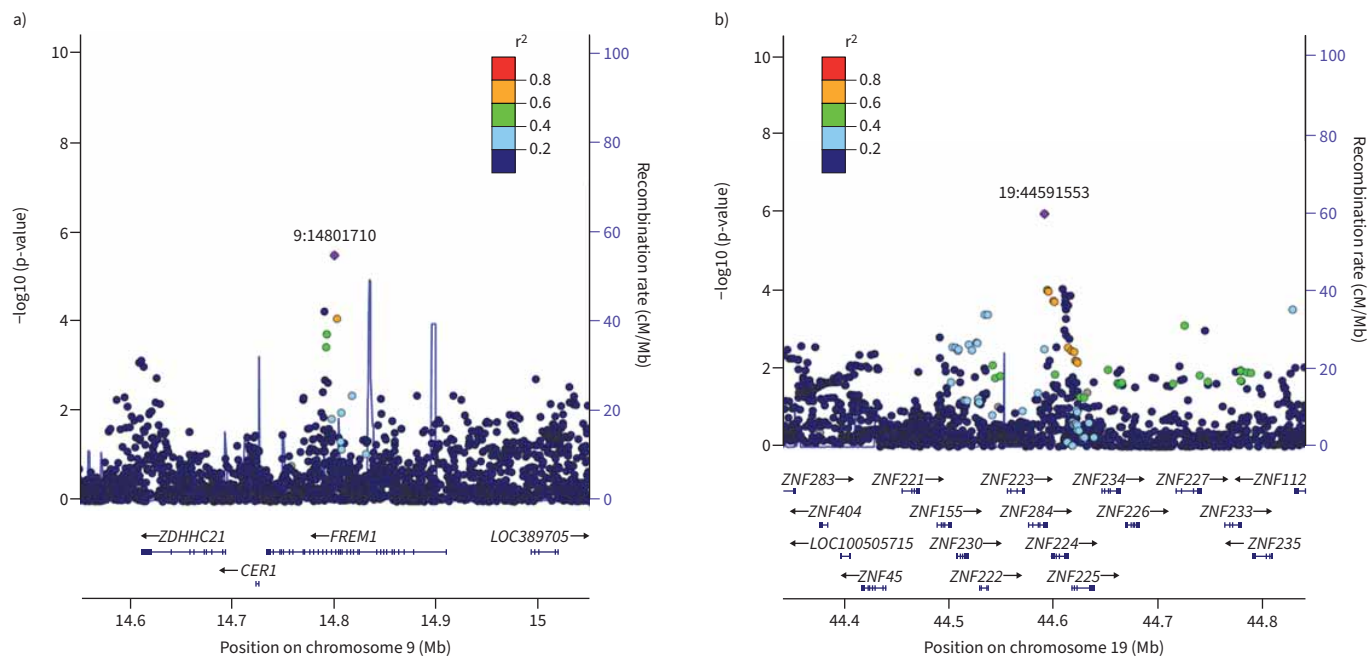 a)
b)
r2
0.8
0.6
0.4
0.2
10
8
6
4
2
0
–log10 (p-value)
100
80
60
40
20
0
Recombination rate (cM/Mb)
9:14801710
←ZDHHC21
←FREM1
LOC389705→
←CER1
14.6 14.7 14.8 14.9 15
Position on chromosome 9 (Mb)
r2
0.8
0.6
0.4
0.2
10
8
6
4
2
0
–log10 (p-value)
100
80
60
40
20
0
Recombination rate (cM/Mb)
19:44591553
ZNF283→ ZNF221→ ZNF223→ ZNF234→ ZNF227→ ←ZNF112
←ZNF404 ZNF155→ ZNF284→ ZNF226→ ZNF233→
←LOC100505715 ZNF230→ ZNF224→ ←ZNF235
←ZNF45 ZNF222→ ZNF225→
44.4 44.5 44.6 44.7 44.8
Position on chromosome 19 (Mb)